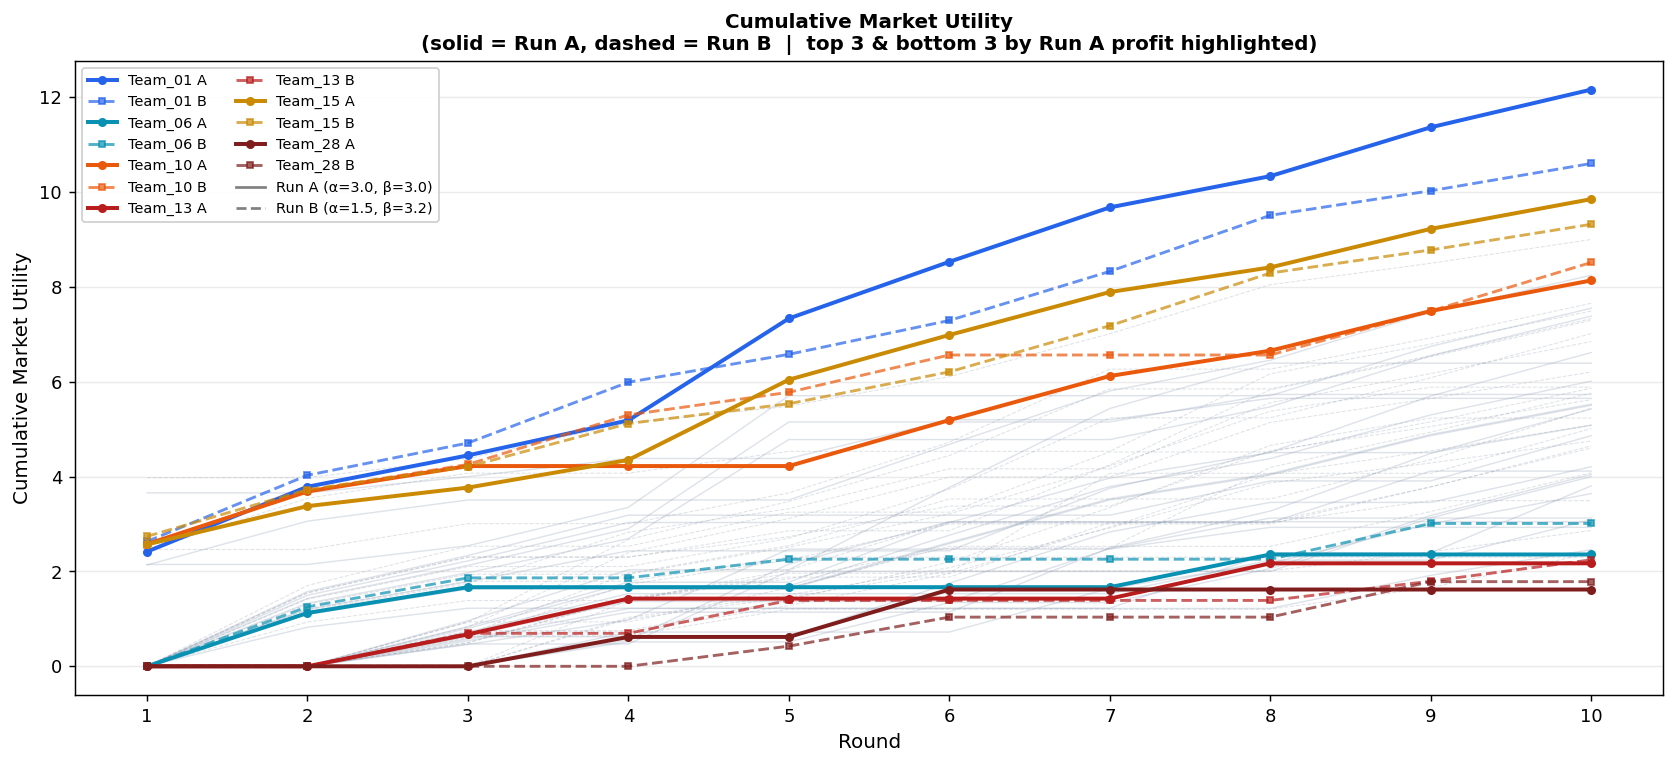 Cumulative Market Utility
(solid = Run A, dashed = Run B | top 3 & bottom 3 by Run A profit highlighted)
Team_01 A
Team_01 B
Team_06 A
Team_06 B
Team_10 A
Team_10 B
Team_13 A
Team_13 B
Team_15 A
Team_15 B
Team_28 A
Team_28 B
Run A (α=3.0, β=3.0)
Run B (α=1.5, β=3.2)
Cumulative Market Utility
12
10
8
6
4
2
0
1 2 3 4 5 6 7 8 9 10
Round